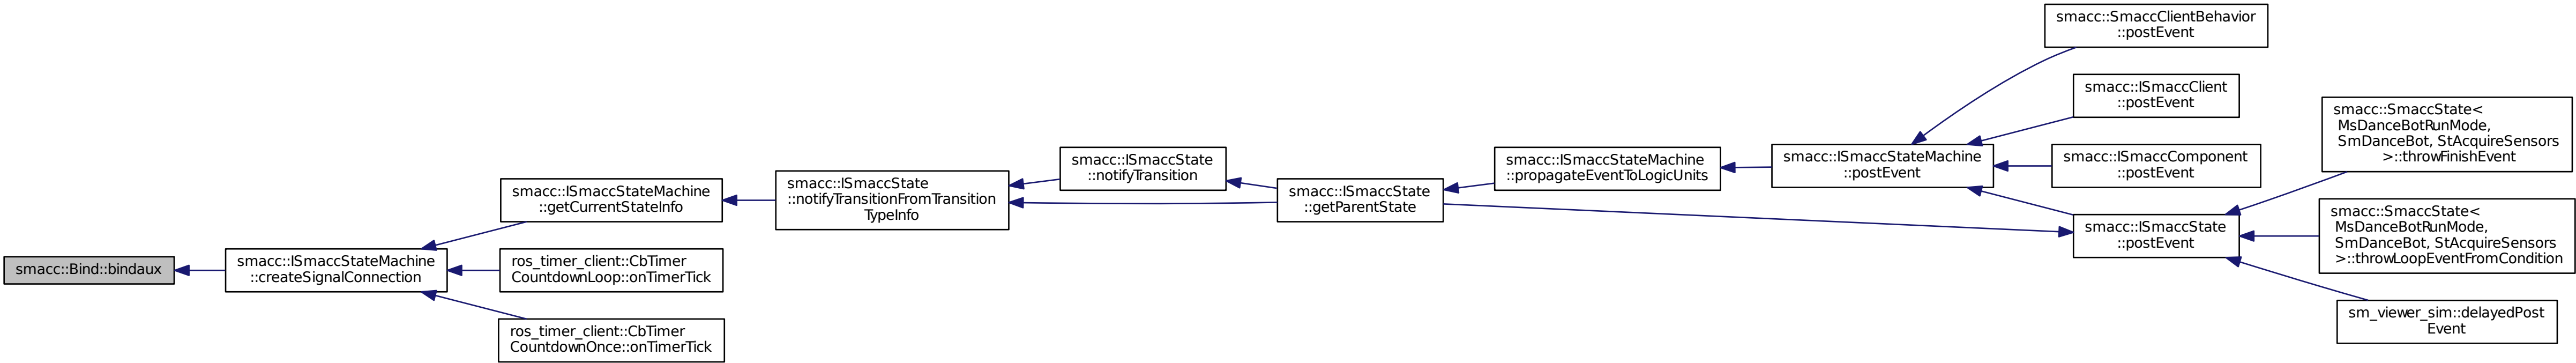 smacc::Bind::bindaux
smacc::ISmaccStateMachine
::createSignalConnection
smacc::ISmaccStateMachine
::getCurrentStateInfo
ros_timer_client::CbTimer
CountdownLoop::onTimerTick
ros_timer_client::CbTimer
CountdownOnce::onTimerTick
smacc::ISmaccState
::notifyTransitionFromTransition
TypeInfo
smacc::ISmaccState
::notifyTransition
smacc::ISmaccState
::getParentState
smacc::ISmaccStateMachine
::propagateEventToLogicUnits
smacc::ISmaccStateMachine
::postEvent
smacc::SmaccClientBehavior
::postEvent
smacc::ISmaccClient
::postEvent
smacc::ISmaccComponent
::postEvent
smacc::ISmaccState
::postEvent
smacc::SmaccState<
MsDanceBotRunMode,
SmDanceBot, StAcquireSensors
>::throwFinishEvent
smacc::SmaccState<
MsDanceBotRunMode,
SmDanceBot, StAcquireSensors
>::throwLoopEventFromCondition
sm_viewer_sim::delayedPost
Event